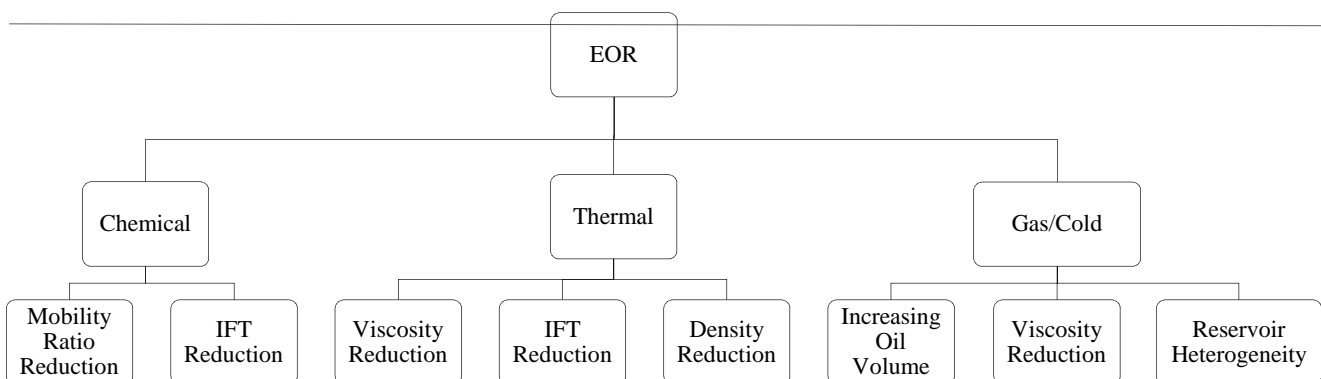 EOR
Chemical
Thermal
Gas/Cold
Mobility
Ratio
Reduction
IFT
Reduction
Viscosity
Reduction
IFT
Reduction
Density
Reduction
Increasing
Oil
Volume
Viscosity
Reduction
Reservoir
Heterogeneity